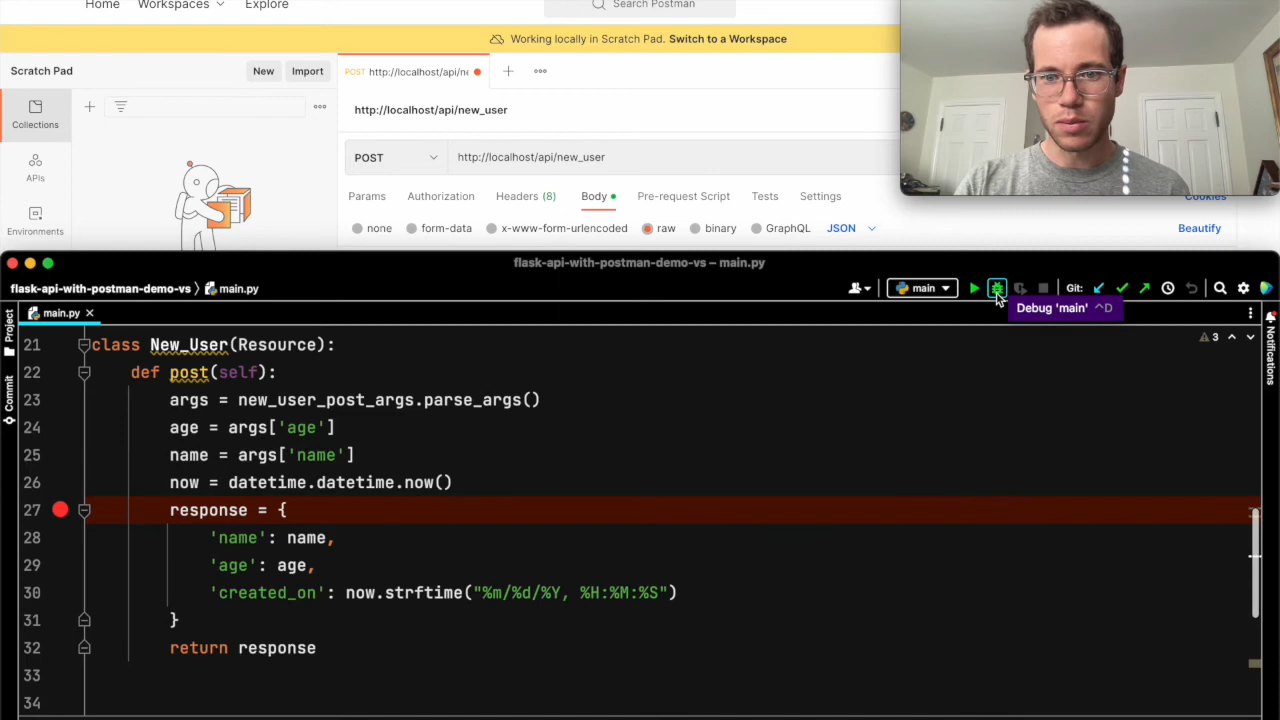 Home Workspaces Explore Search Postman
Working locally in Scratch Pad. Switch to a Workspace
Scratch Pad New Import POST http://localhost/api/ne
Collections
http://localhost/api/new_user
POST http://localhost/api/new_user
APIs
Params Authorization Headers (8) Body Pre-request Script Tests Settings Cookies
Environments none form-data x-www-form-urlencoded raw binary GraphQL JSON Beautify
flask-api-with-postman-demo-vs – main.py
flask-api-with-postman-demo-vs main.py main Git:
Debug 'main' ^D
Project
Commit
Notifications
main.py
3
21 class New_User(Resource):
22 def post(self):
23 args = new_user_post_args.parse_args()
24 age = args['age']
25 name = args['name']
26 now = datetime.datetime.now()
27 response = {
28 'name': name,
29 'age': age,
30 'created_on': now.strftime("%m/%d/%Y, %H:%M:%S")
31 }
32 return response
33
34